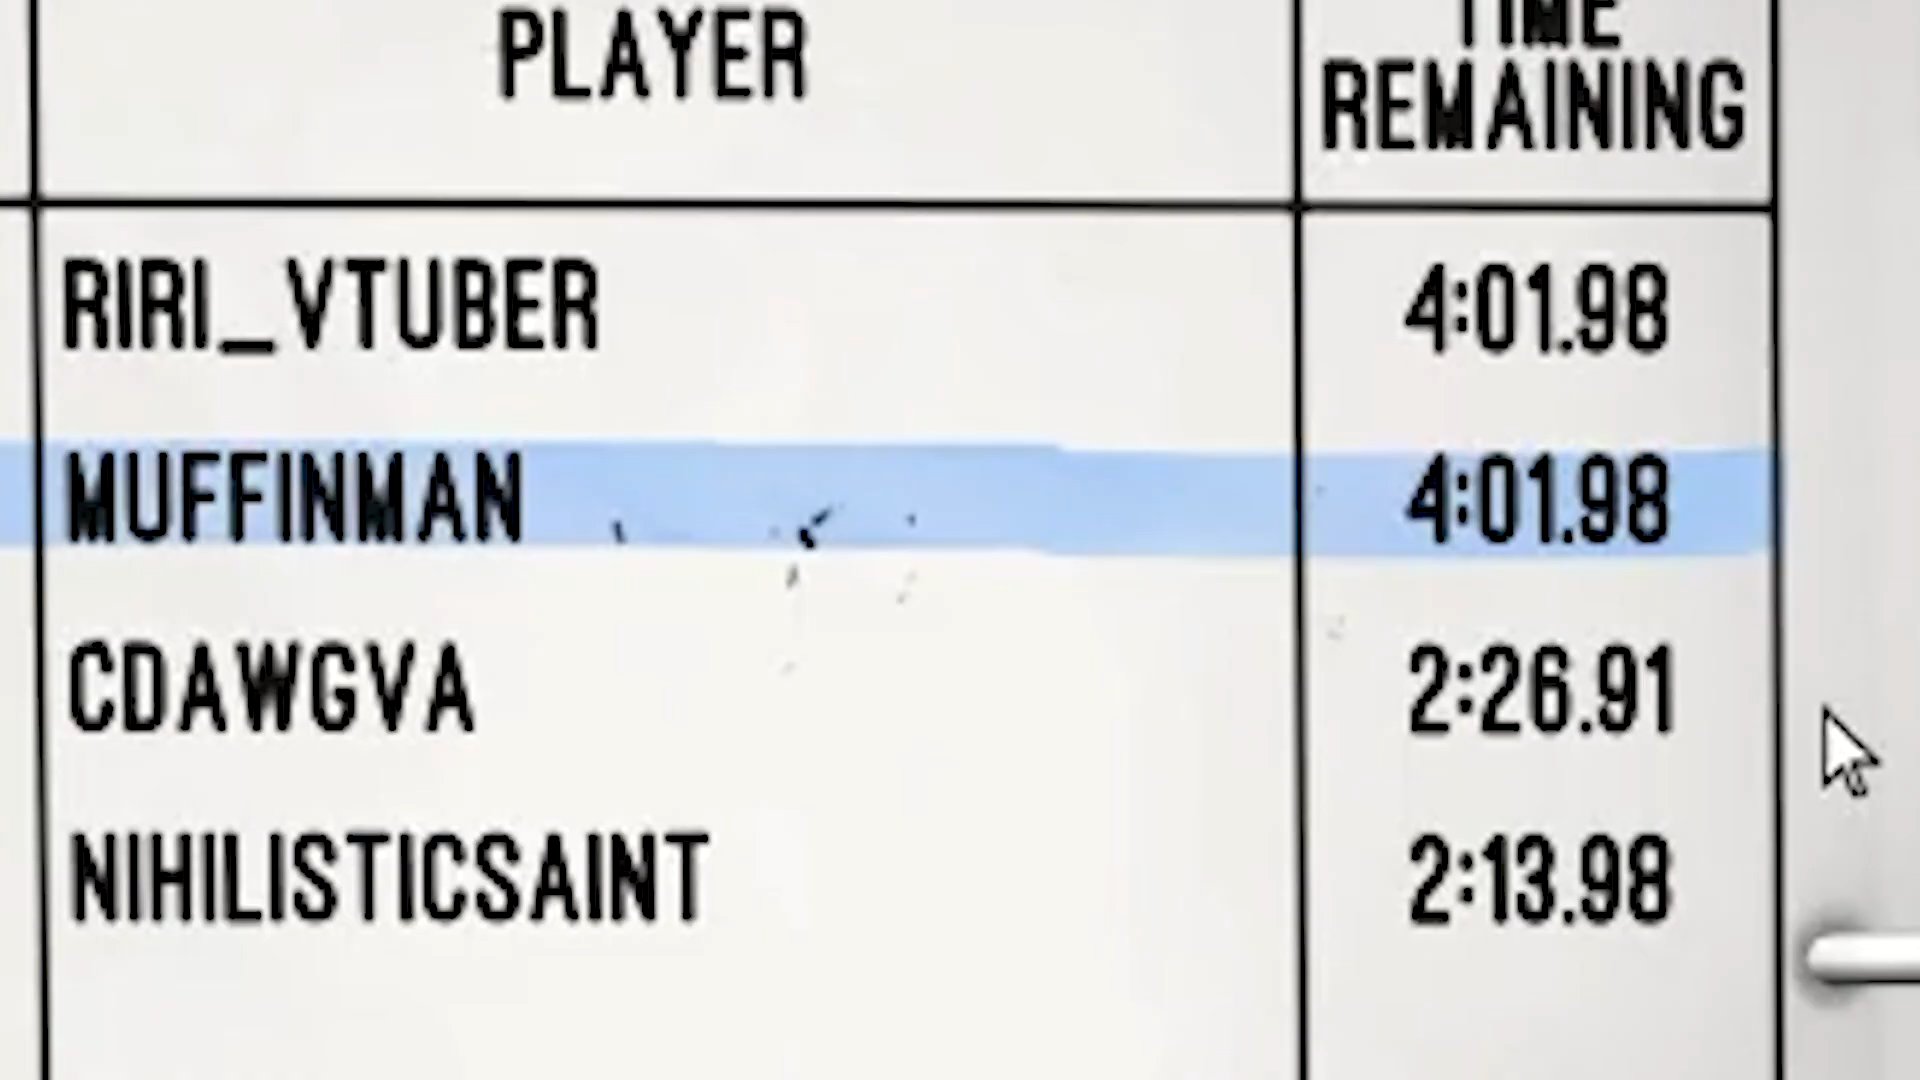 PLAYER
TIME
REMAINING
RIRI_VTUBER
4:01.98
MUFFINMAN
4:01.98
CDAWGVA
2:26.91
NIHILISTICSAINT
2:13.98